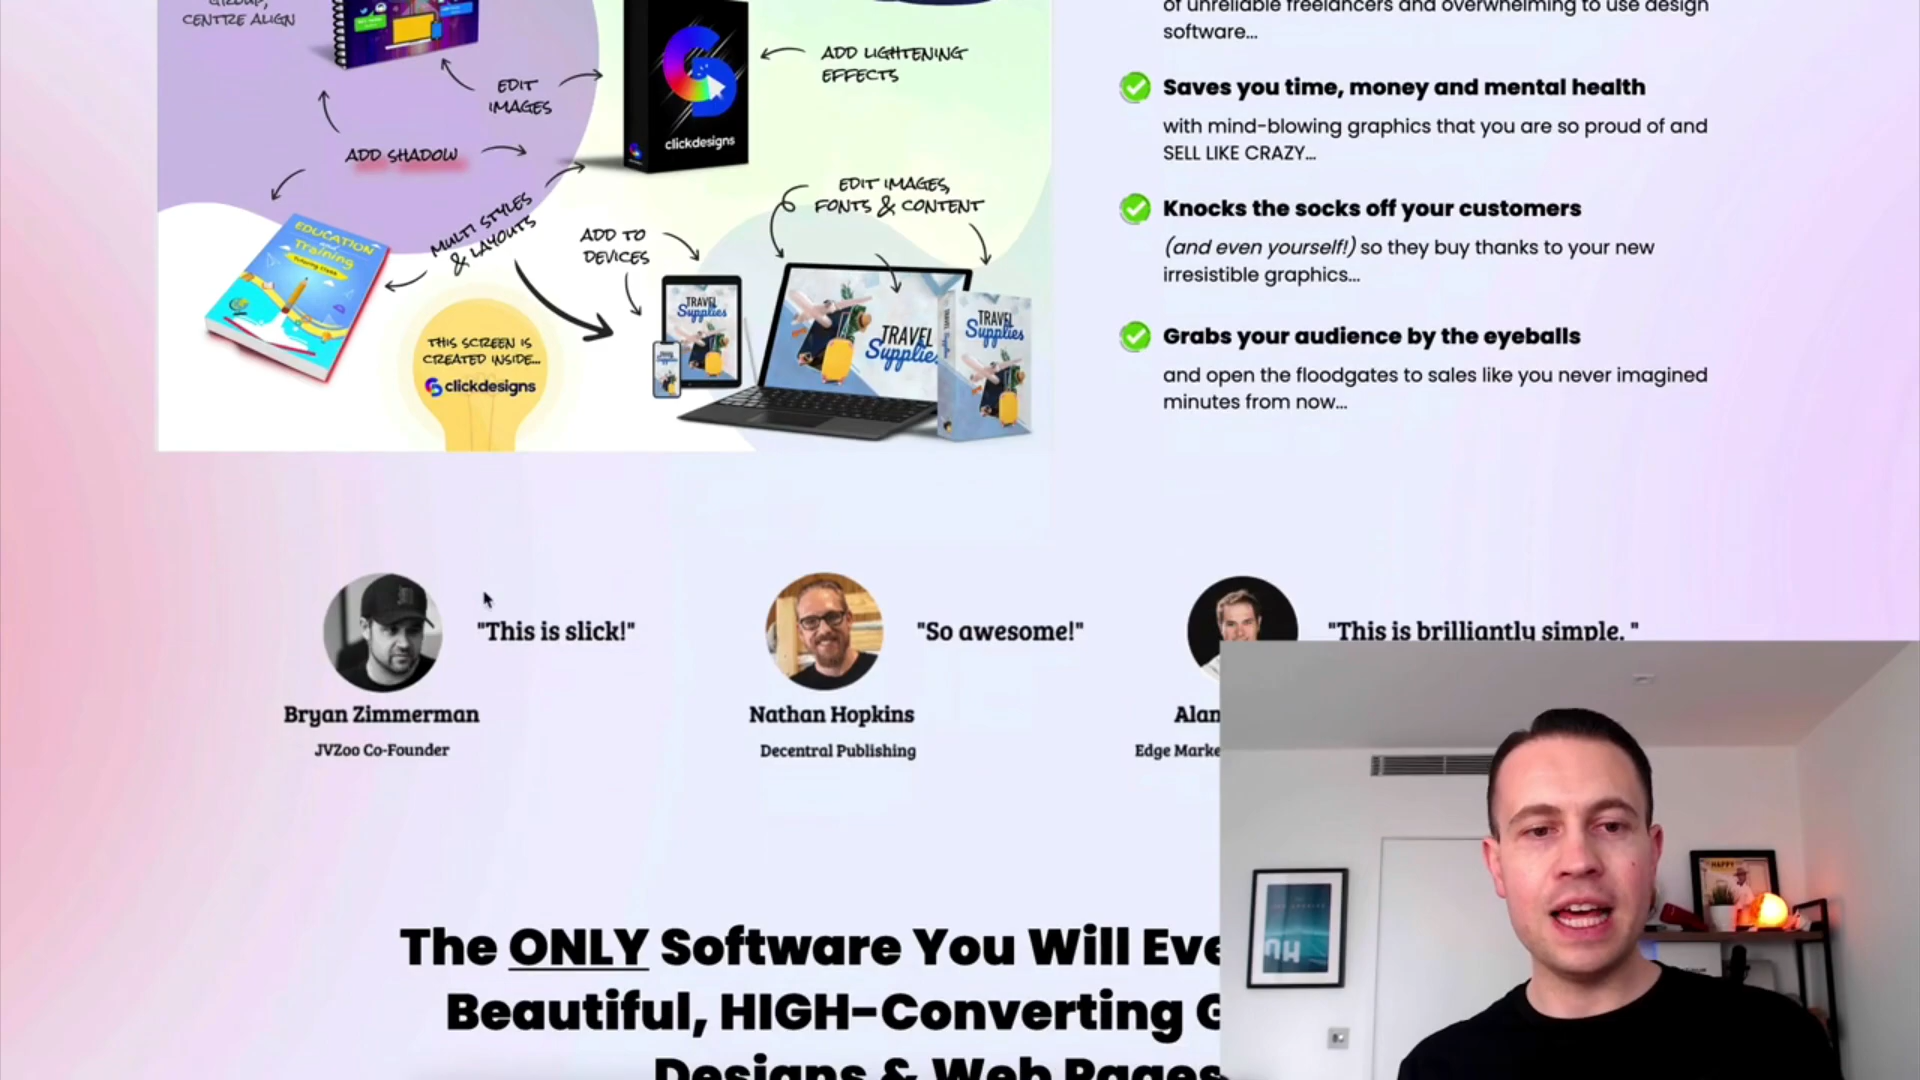 GROUP,
CENTRE ALIGN
EDIT
IMAGES
ADD LIGHTENING
EFFECTS
clickdesigns
ADD SHADOW
MULTI STYLES
& LAYOUTS
EDIT IMAGES,
FONTS & CONTENT
ADD TO
DEVICES
EDUCATION
and
Training
TRAVEL
Supplies
TRAVEL
TRAVEL
Supplies
THIS SCREEN IS
CREATED INSIDE...
clickdesigns
of unreliable freelancers and overwhelming to use design
software...
Saves you time, money and mental health
with mind-blowing graphics that you are so proud of and
SELL LIKE CRAZY...
Knocks the socks off your customers
(and even yourself!) so they buy thanks to your new
irresistible graphics...
Grabs your audience by the eyeballs
and open the floodgates to sales like you never imagined
minutes from now...
"This is slick!"
Bryan Zimmerman
JVZoo Co-Founder
"So awesome!"
Nathan Hopkins
Decentral Publishing
"This is brilliantly simple. "
Alan
Edge Marke
The ONLY Software You Will Eve
Beautiful, HIGH-Converting G
Designs & Web Pages
HAPPY